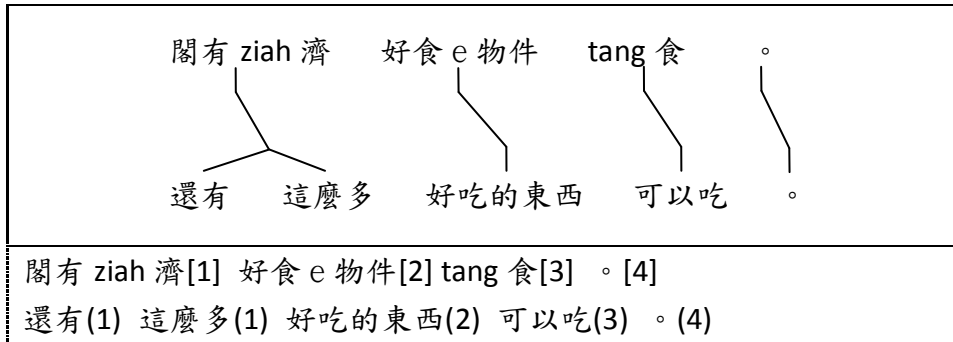 閣有 ziah 濟 好食 e 物件 tang 食 。
還有 這麼多 好吃的東西 可以吃 。
閣有 ziah 濟[1] 好食 e 物件[2] tang 食[3] 。[4]
還有(1) 這麼多(1) 好吃的東西(2) 可以吃(3) 。(4)